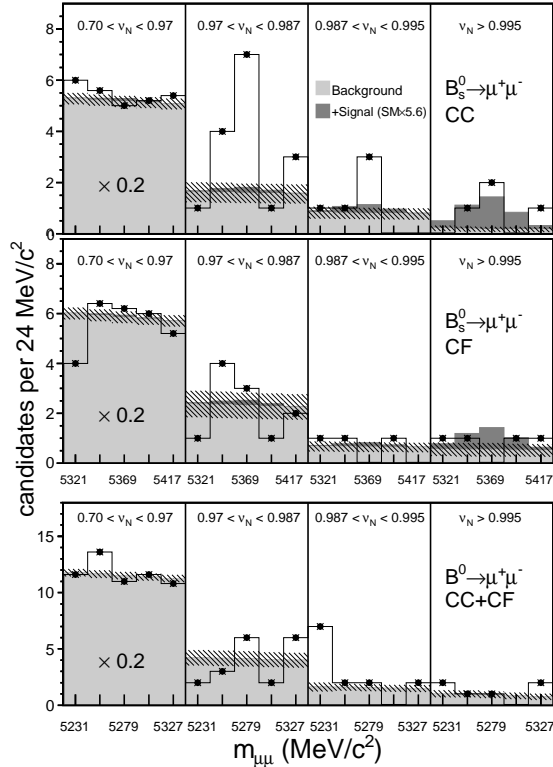 0.70 < ν_N < 0.97 0.97 < ν_N < 0.987 0.987 < ν_N < 0.995 ν_N > 0.995
8
6
4
2
0
Background
+Signal (SM×5.6)
B_s^0→μ^+μ^-
CC
× 0.2
0.70 < ν_N < 0.97 0.97 < ν_N < 0.987 0.987 < ν_N < 0.995 ν_N > 0.995
8
6
4
2
0
B_s^0→μ^+μ^-
CF
× 0.2
5321 5369 5417 5321 5369 5417 5321 5369 5417 5321 5369 5417
candidates per 24 MeV/c^2
0.70 < ν_N < 0.97 0.97 < ν_N < 0.987 0.987 < ν_N < 0.995 ν_N > 0.995
15
10
5
0
B^0→μ^+μ^-
CC+CF
× 0.2
5231 5279 5327 5231 5279 5327 5231 5279 5327 5231 5279 5327
m_μμ (MeV/c^2)